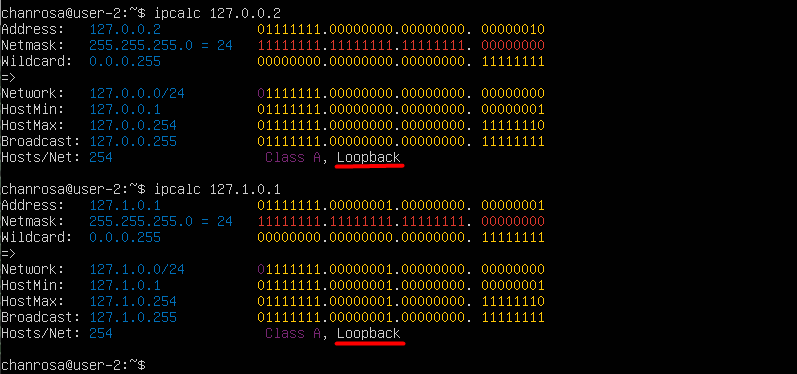 chanrosa@user-2:~$ ipcalc 127.0.0.2
Address: 127.0.0.2 01111111.00000000.00000000. 00000010
Netmask: 255.255.255.0 = 24 11111111.11111111.11111111. 00000000
Wildcard: 0.0.0.255 00000000.00000000.00000000. 11111111
=>
Network: 127.0.0.0/24 01111111.00000000.00000000. 00000000
HostMin: 127.0.0.1 01111111.00000000.00000000. 00000001
HostMax: 127.0.0.254 01111111.00000000.00000000. 11111110
Broadcast: 127.0.0.255 01111111.00000000.00000000. 11111111
Hosts/Net: 254 Class A, Loopback
chanrosa@user-2:~$ ipcalc 127.1.0.1
Address: 127.1.0.1 01111111.00000001.00000000. 00000001
Netmask: 255.255.255.0 = 24 11111111.11111111.11111111. 00000000
Wildcard: 0.0.0.255 00000000.00000000.00000000. 11111111
=>
Network: 127.1.0.0/24 01111111.00000001.00000000. 00000000
HostMin: 127.1.0.1 01111111.00000001.00000000. 00000001
HostMax: 127.1.0.254 01111111.00000001.00000000. 11111110
Broadcast: 127.1.0.255 01111111.00000001.00000000. 11111111
Hosts/Net: 254 Class A, Loopback
chanrosa@user-2:~$